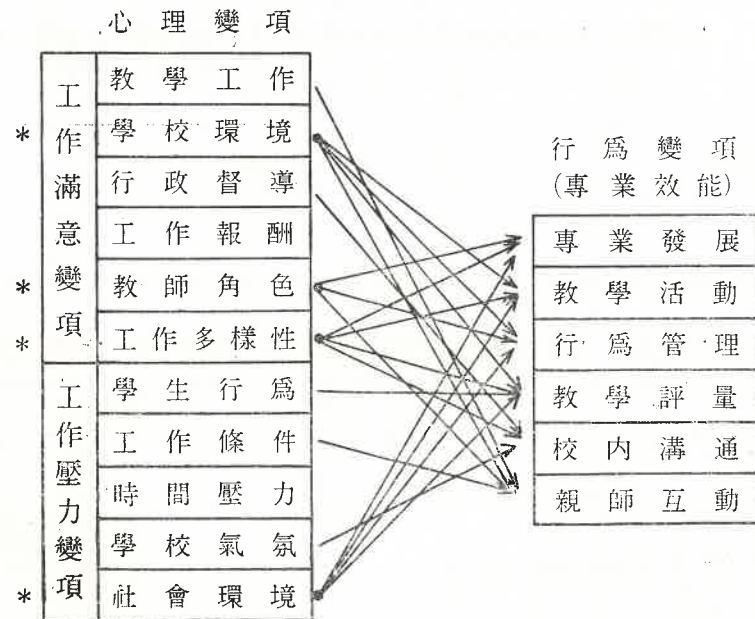 心理變項
工作滿意變項
教學工作
* 學校環境
行政督導
工作報酬
* 教師角色
* 工作多樣性
工作壓力變項
學生行爲
工作條件
時間壓力
學校氣氛
* 社會環境
行爲變項
(專業效能)
專業發展
教學活動
行爲管理
教學評量
校內溝通
親師互動